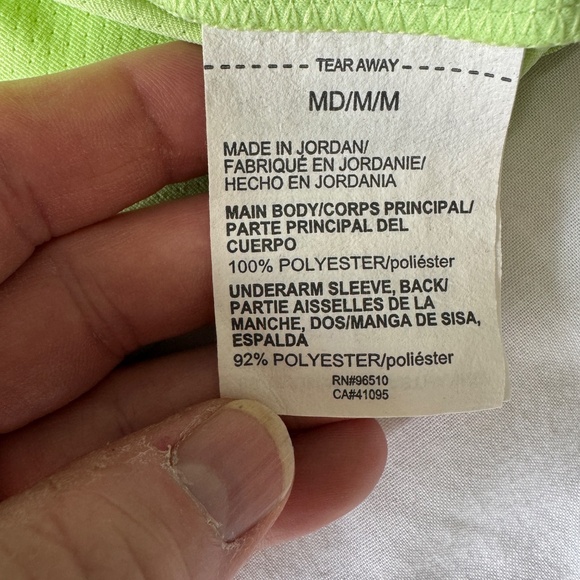 TEAR AWAY
MD/M/M
MADE IN JORDAN/
FABRIQUÉ EN JORDANIE/
HECHO EN JORDANIA
MAIN BODY/CORPS PRINCIPAL/
PARTE PRINCIPAL DEL
CUERPO
100% POLYESTER/poliéster
UNDERARM SLEEVE, BACK/
PARTIE AISSELLES DE LA
MANCHE, DOS/MANGA DE SISA,
ESPALDA
92% POLYESTER/poliéster
RN#96510
CA#41095